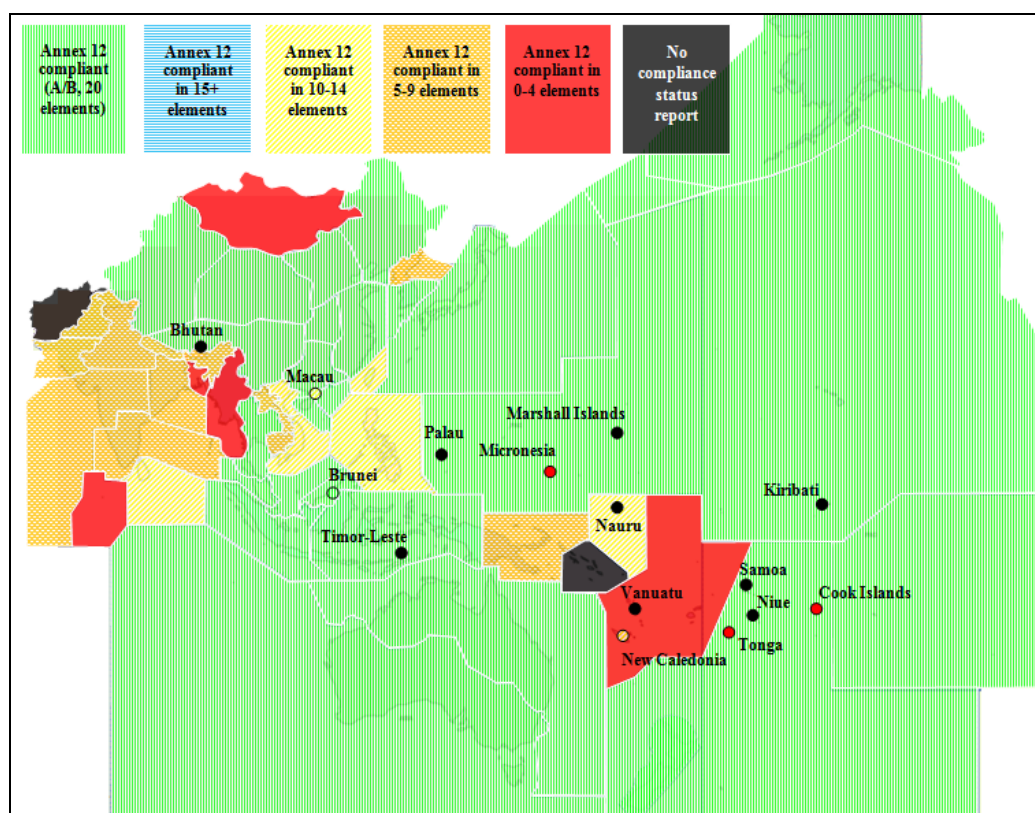 Annex 12
compliant
(A/B, 20
elements)
Annex 12
compliant
in 15+
elements
Annex 12
compliant
in 10-14
elements
Annex 12
compliant in
5-9 elements
Annex 12
compliant in
0-4 elements
No
compliance
status
report
Bhutan
Macau
Marshall Islands
Palau
Micronesia
Brunei
Kiribati
Nauru
Timor-Leste
Samoa
Vanuatu
Niue
Cook Islands
Tonga
New Caledonia